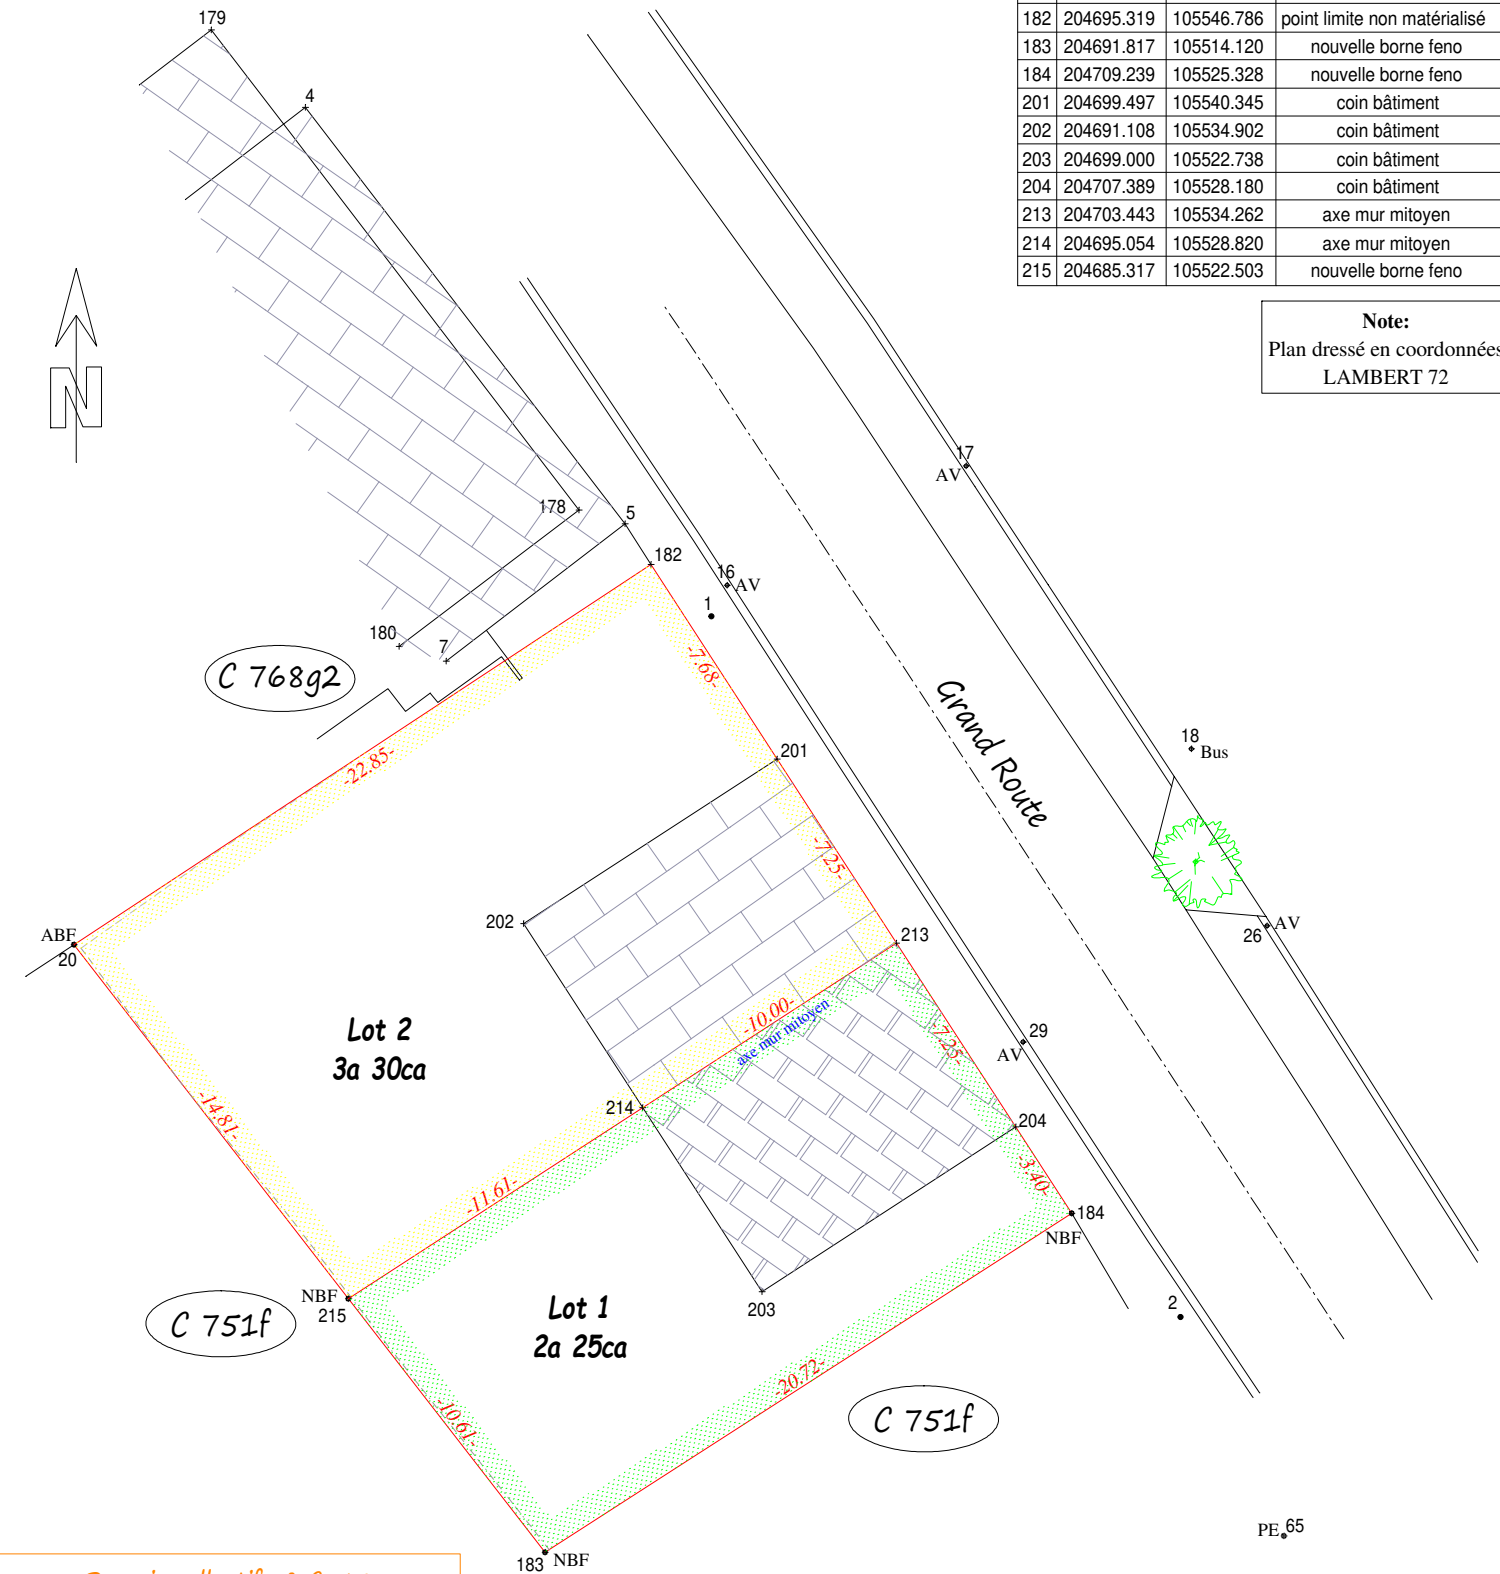 182 204695.319 105546.786 point limite non matérialisé
183 204691.817 105514.120 nouvelle borne feno
184 204709.239 105525.328 nouvelle borne feno
201 204699.497 105540.345 coin bâtiment
202 204691.108 105534.902 coin bâtiment
203 204699.000 105522.738 coin bâtiment
204 204707.389 105528.180 coin bâtiment
213 204703.443 105534.262 axe mur mitoyen
214 204695.054 105528.820 axe mur mitoyen
215 204685.317 105522.503 nouvelle borne feno
Note:
Plan dressé en coordonnées
LAMBERT 72
179
4
N
17
AV
178
5
182
16
AV
1
180
7
C 768g2
-7.68-
Grand Route
18
Bus
201
-22.85-
-7.25-
202
ABF
20
213
26
AV
-10.00-
axe mur mitoyen
Lot 2
3a 30ca
-7.25-
29
AV
-14.81-
214
204
-3.40-
-11.61-
184
NBF
NBF
215
C 751f
Lot 1
2a 25ca
203
2
-20.72-
-10.61-
C 751f
PE 65
183
NBF